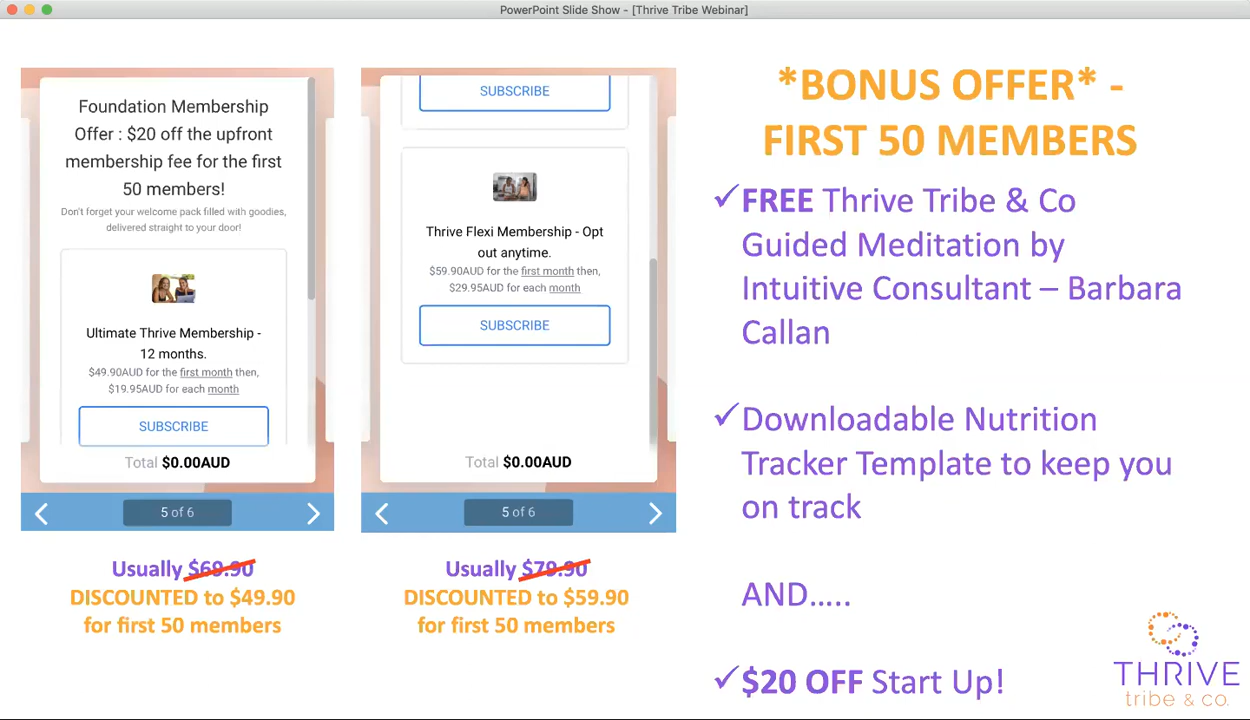 PowerPoint Slide Show - [Thrive Tribe Webinar]
Foundation Membership
Offer : $20 off the upfront
membership fee for the first
50 members!
Don't forget your welcome pack filled with goodies,
delivered straight to your door!
Ultimate Thrive Membership -
12 months.
$49.90AUD for the first month then,
$19.95AUD for each month
SUBSCRIBE
Total $0.00AUD
5 of 6
Usually $69.90
DISCOUNTED to $49.90
for first 50 members
SUBSCRIBE
Thrive Flexi Membership - Opt
out anytime.
$59.90AUD for the first month then,
$29.95AUD for each month
SUBSCRIBE
Total $0.00AUD
5 of 6
Usually $79.90
DISCOUNTED to $59.90
for first 50 members
*BONUS OFFER* -
FIRST 50 MEMBERS
✓FREE Thrive Tribe & Co
Guided Meditation by
Intuitive Consultant – Barbara
Callan
✓Downloadable Nutrition
Tracker Template to keep you
on track
AND…..
✓$20 OFF Start Up!
THRIVE
tribe & co.